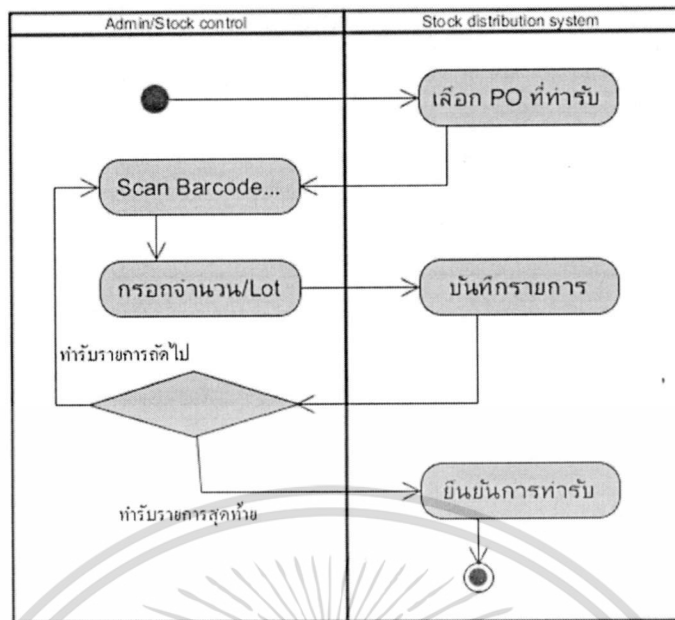 Admin/Stock control
Stock distribution system
เลือก PO ที่ทำรับ
Scan Barcode...
กรอกจำนวน/Lot
บันทึกรายการ
ทำรับรายการถัดไป
ยืนยันการทำรับ
ทำรับรายการสุดท้าย